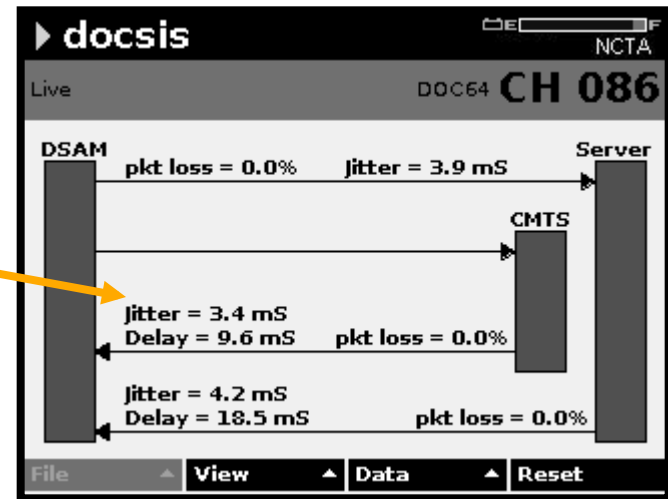 docsis
E F
NCTA
Live DOC64 CH 086
DSAM Server
pkt loss = 0.0% Jitter = 3.9 mS
CMTS
Jitter = 3.4 mS
Delay = 9.6 mS pkt loss = 0.0%
Jitter = 4.2 mS
Delay = 18.5 mS pkt loss = 0.0%
File View Data Reset